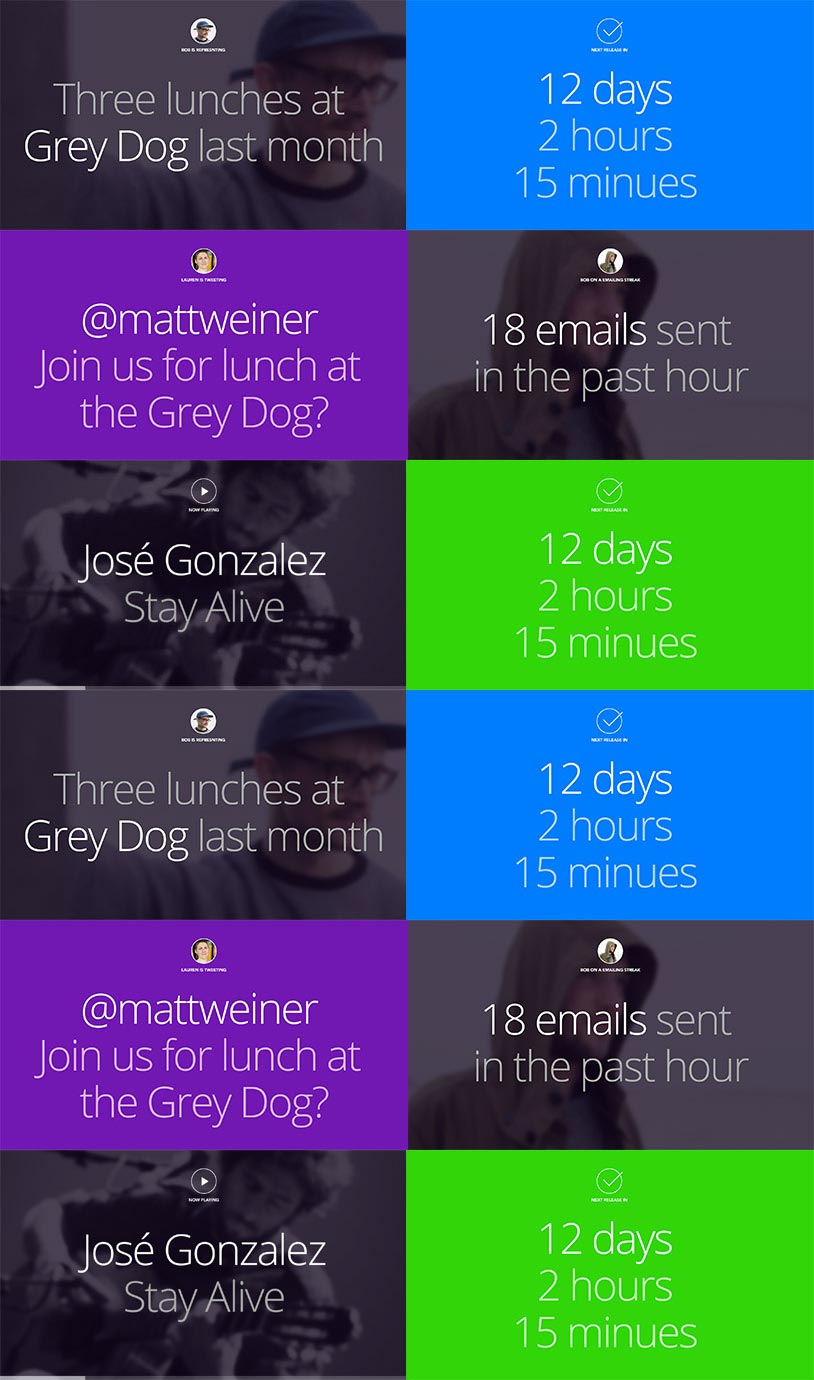 BOB IS REPRESNTING
Three lunches at
Grey Dog last month
NEXT RELEASE IN
12 days
2 hours
15 minues
LAUREN IS TWEETING
@mattweiner
Join us for lunch at
the Grey Dog?
BOB ON A EMAILING STREAK
18 emails sent
in the past hour
NOW PLAYING
José Gonzalez
Stay Alive
NEXT RELEASE IN
12 days
2 hours
15 minues
BOB IS REPRESNTING
Three lunches at
Grey Dog last month
NEXT RELEASE IN
12 days
2 hours
15 minues
LAUREN IS TWEETING
@mattweiner
Join us for lunch at
the Grey Dog?
BOB ON A EMAILING STREAK
18 emails sent
in the past hour
NOW PLAYING
José Gonzalez
Stay Alive
NEXT RELEASE IN
12 days
2 hours
15 minues